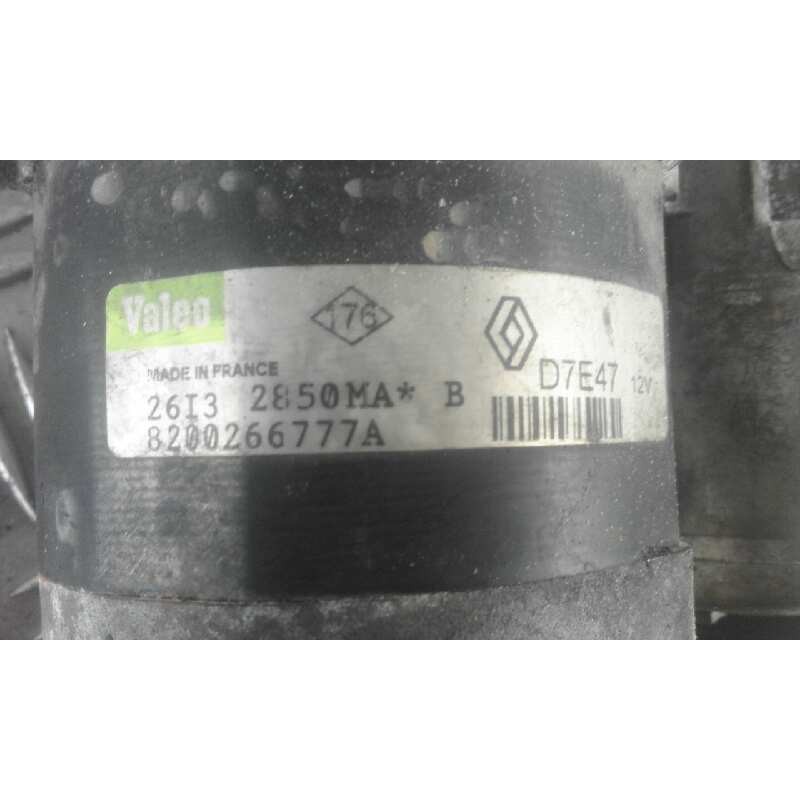 Valeo
176
MADE IN FRANCE
D7E47 12V
26I3 2850MA* B
8200266777A